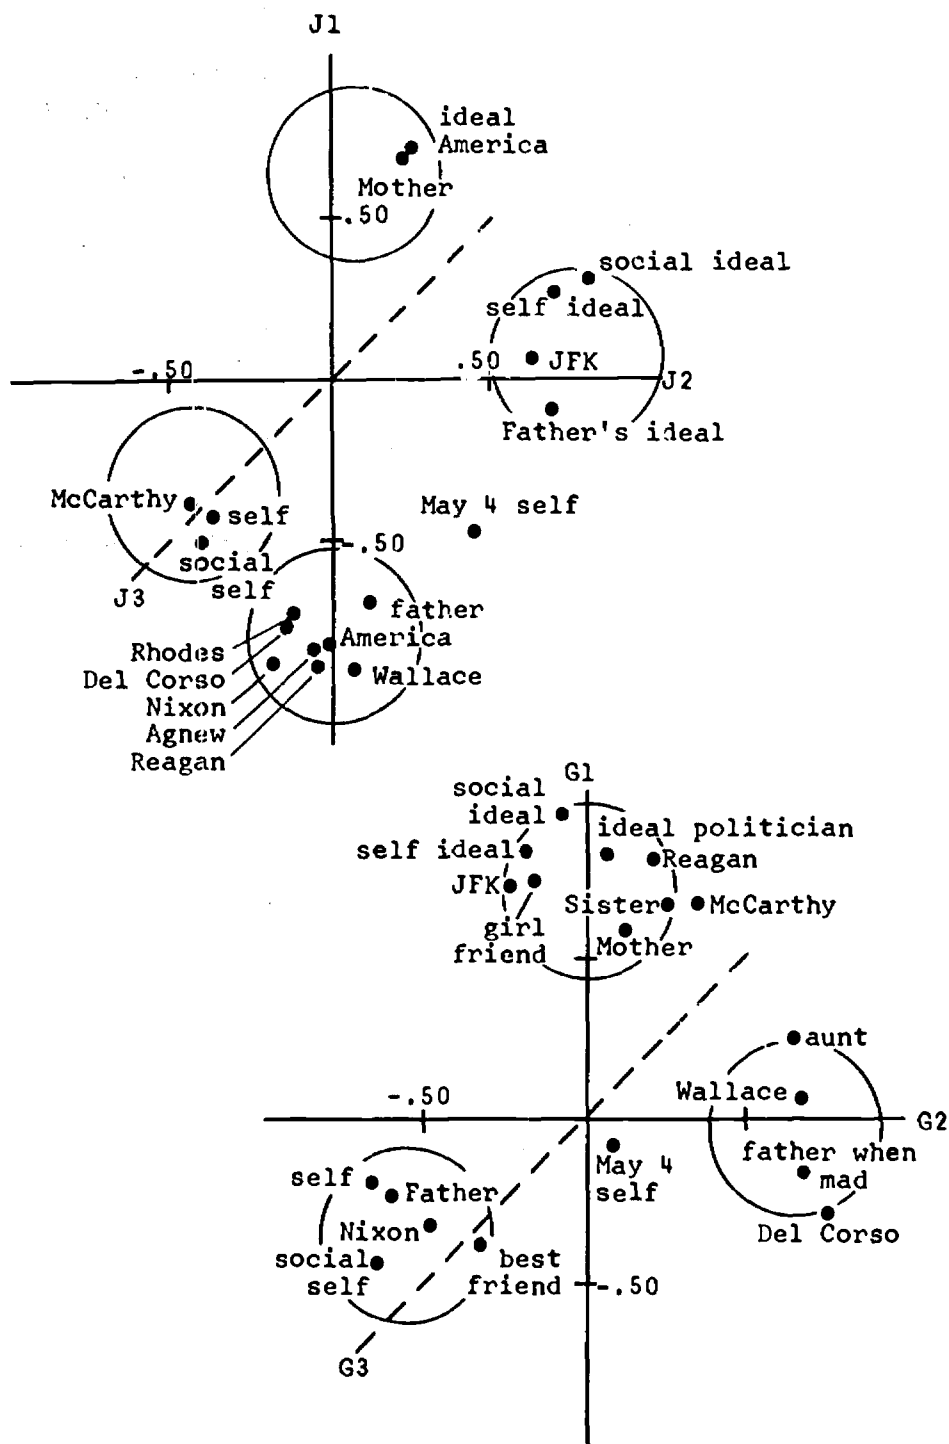 J1
ideal
America
Mother
.50
social ideal
self ideal
-.50
.50
JFK
J2
Father's ideal
McCarthy
self
May 4 self
-.50
social
self
J3
father
Rhodes
America
Del Corso
Wallace
Nixon
Agnew
Reagan
G1
social
ideal
ideal politician
self ideal
Reagan
JFK
Sister
McCarthy
girl
friend
Mother
aunt
-.50
Wallace
G2
May 4
self
father when
mad
self
Father
Nixon
Del Corso
social
self
best
friend
-.50
G3